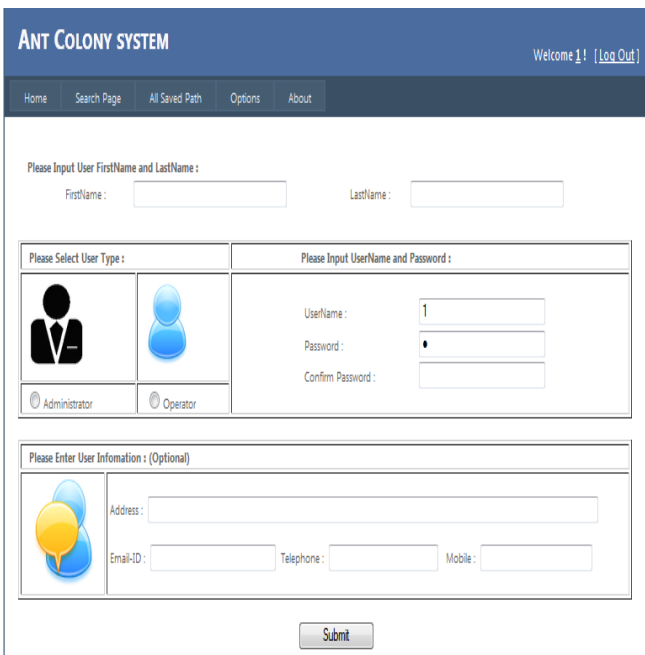 ANT COLONY SYSTEM
Welcome 1! [Log Out]
Home Search Page All Saved Path Options About
Please Input User FirstName and LastName :
FirstName : LastName :
Please Select User Type : Please Input UserName and Password :
UserName : 1
Password : •
Confirm Password :
Administrator Operator
Please Enter User Infomation : (Optional)
Address :
Email-ID : Telephone : Mobile :
Submit